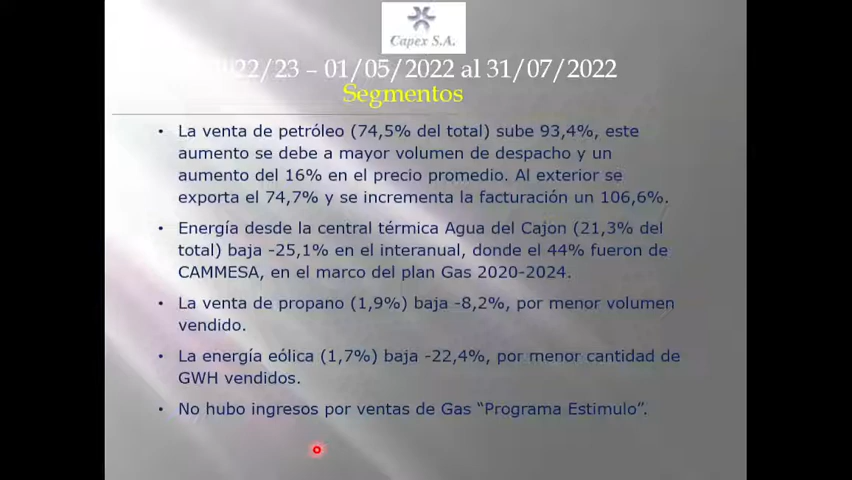 Capex S.A.
22/23 – 01/05/2022 al 31/07/2022
Segmentos
• La venta de petróleo (74,5% del total) sube 93,4%, este
aumento se debe a mayor volumen de despacho y un
aumento del 16% en el precio promedio. Al exterior se
exporta el 74,7% y se incrementa la facturación un 106,6%.
• Energía desde la central térmica Agua del Cajon (21,3% del
total) baja -25,1% en el interanual, donde el 44% fueron de
CAMMESA, en el marco del plan Gas 2020-2024.
• La venta de propano (1,9%) baja -8,2%, por menor volumen
vendido.
• La energía eólica (1,7%) baja -22,4%, por menor cantidad de
GWH vendidos.
• No hubo ingresos por ventas de Gas “Programa Estimulo”.